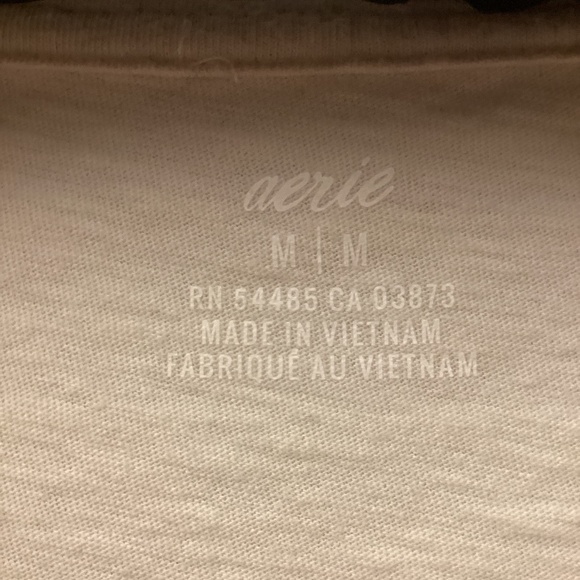 aerie
M | M
RN 54485 CA 03873
MADE IN VIETNAM
FABRIQUÉ AU VIETNAM